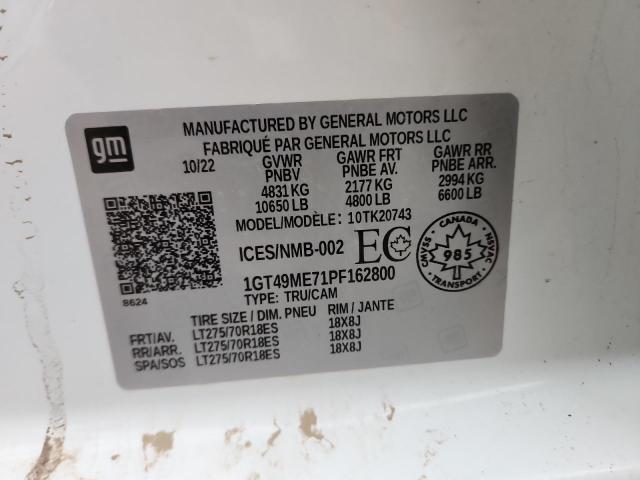 gm
MANUFACTURED BY GENERAL MOTORS LLC
FABRIQUÉ PAR GENERAL MOTORS LLC
10/22 GVWR GAWR FRT GAWR RR
PNBV PNBE AV. PNBE ARR.
4831 KG 2177 KG 2994 KG
10650 LB 4800 LB 6600 LB
MODEL/MODÈLE: 10TK20743
ICES/NMB-002 EC
CANADA
CMVSS 985 NSVAC
TRANSPORT
1GT49ME71PF162800
8624
TYPE: TRU/CAM
TIRE SIZE / DIM. PNEU RIM / JANTE
FRT/AV. LT275/70R18ES 18X8J
RR/ARR. LT275/70R18ES 18X8J
SPA/SOS LT275/70R18ES 18X8J